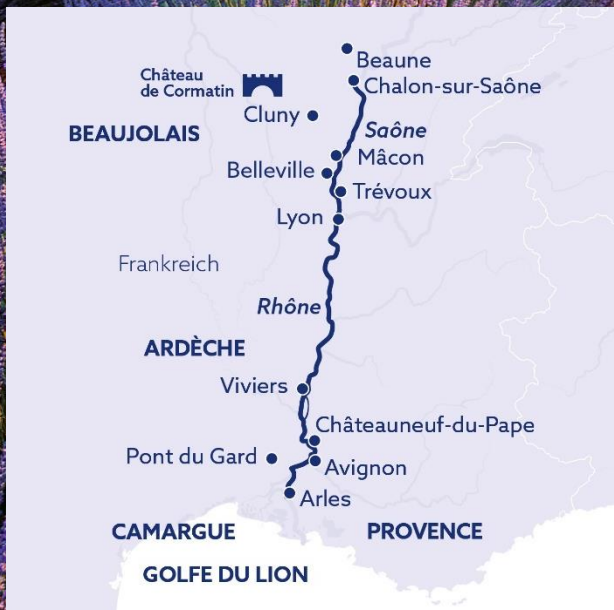 Beaune
Château
de Cormatin
Chalon-sur-Saône
Cluny
Saône
BEAUJOLAIS
Mâcon
Belleville
Trévoux
Lyon
Frankreich
Rhône
ARDÈCHE
Viviers
Châteauneuf-du-Pape
Pont du Gard
Avignon
Arles
CAMARGUE
PROVENCE
GOLFE DU LION